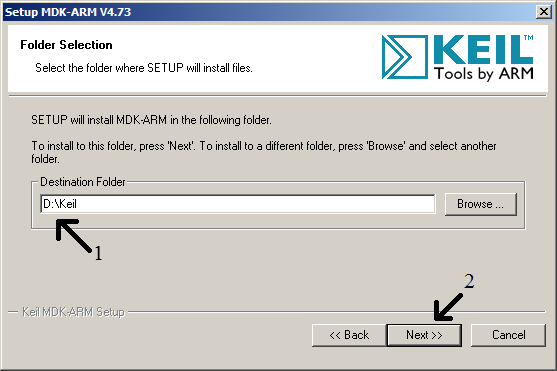 Setup MDK-ARM V4.73
Folder Selection
Select the folder where SETUP will install files.
KEIL™
Tools by ARM
SETUP will install MDK-ARM in the following folder.
To install to this folder, press 'Next'. To install to a different folder, press 'Browse' and select another
folder.
Destination Folder
D:\Keil
Browse ...
1
2
Keil MDK-ARM Setup
<< Back
Next >>
Cancel